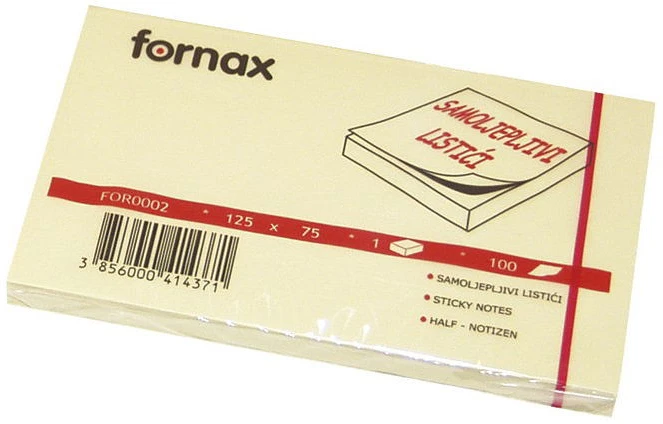 fornax
SAMOLJEPLJIVI
LISTIĆI
FOR0002 * 125 x 75 * 1 * 100
3 856000 414371
• SAMOLJEPLJIVI LISTIĆI
• STICKY NOTES
• HALF - NOTIZEN